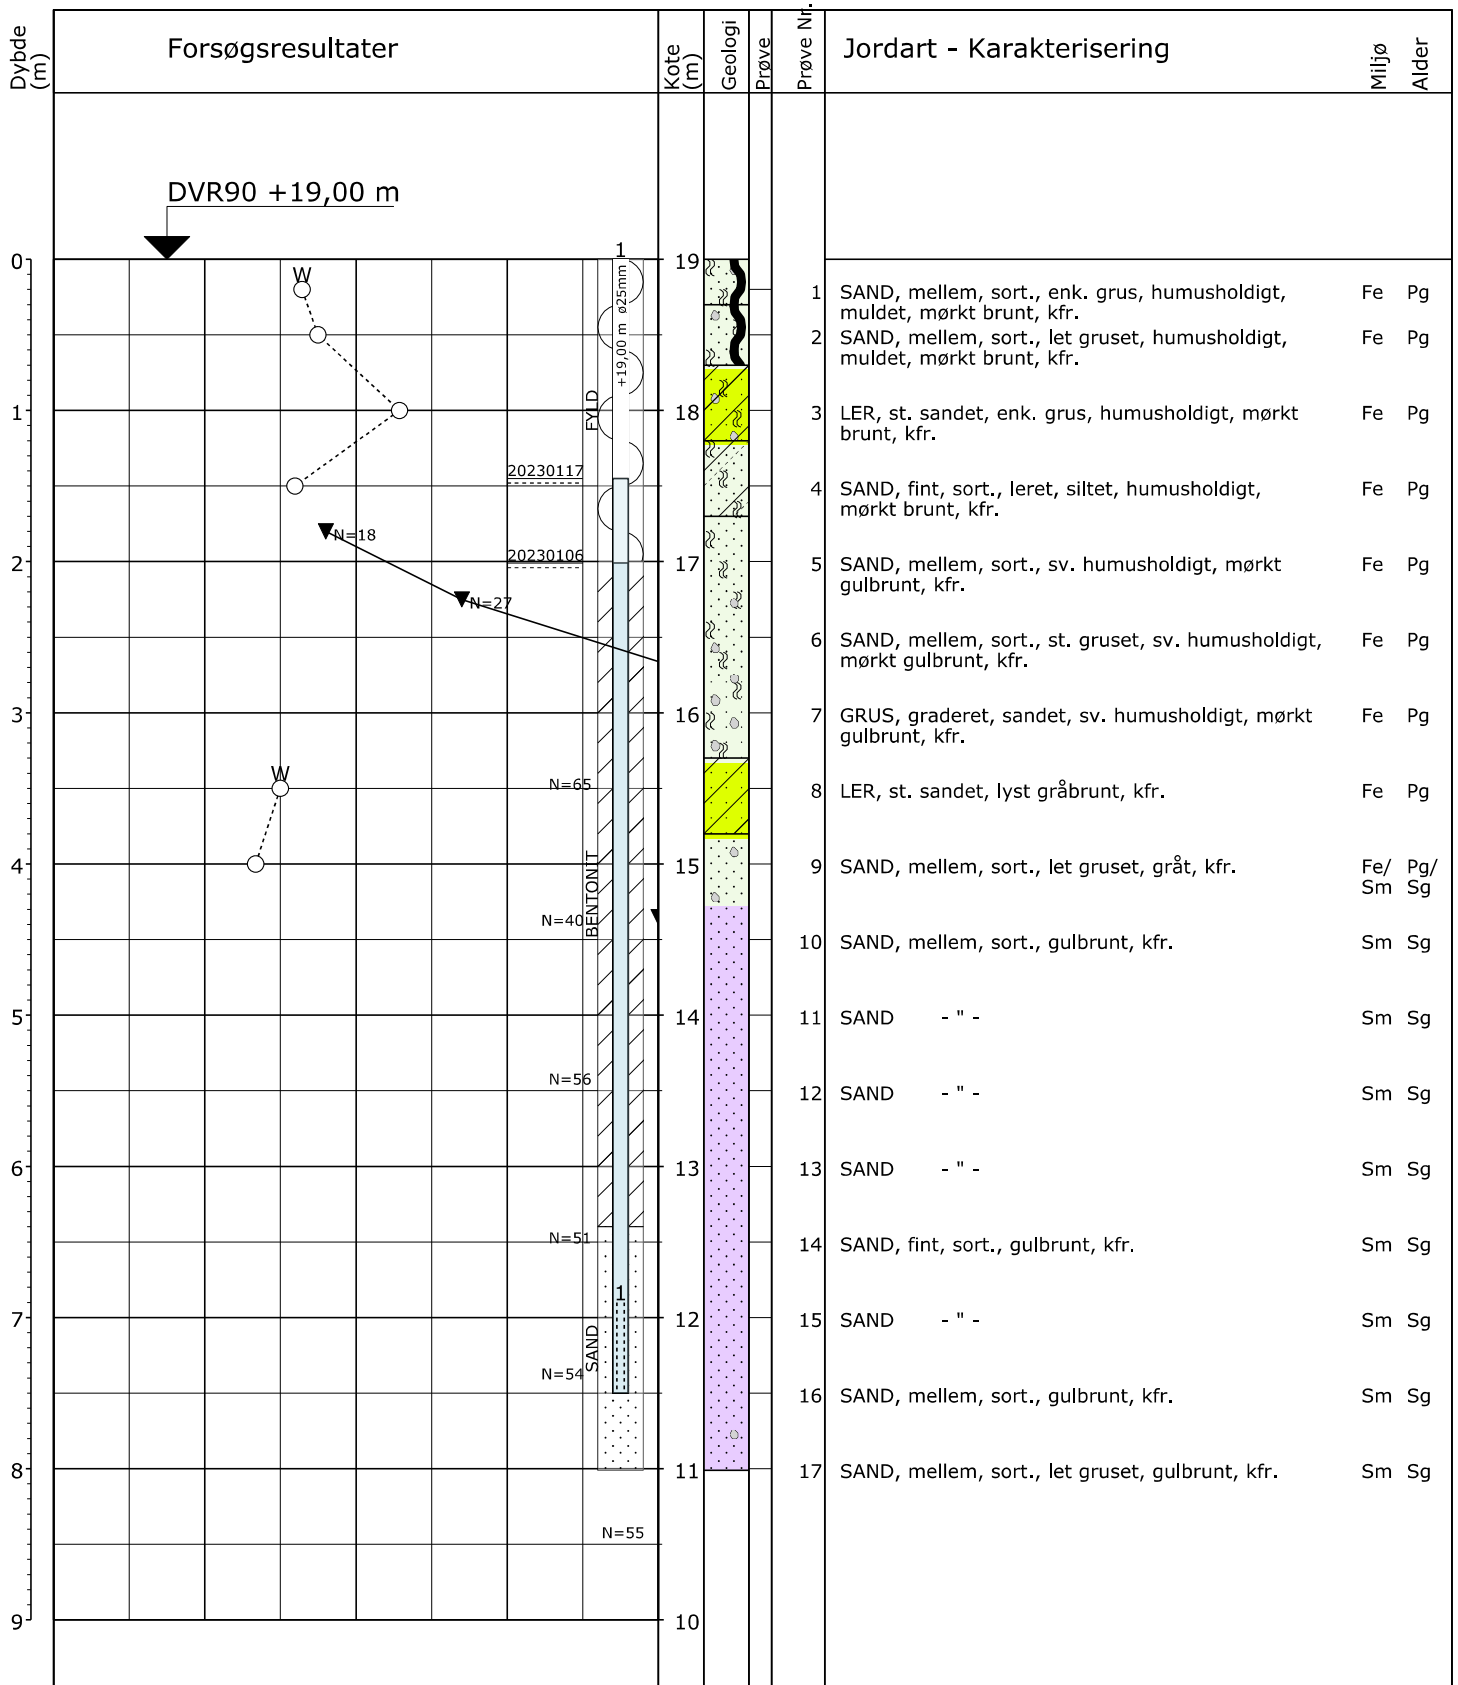 Dybde
(m)
Forsøgsresultater
Kote
(m)
Geologi
Prøve
Prøve Nr.
Jordart - Karakterisering
Miljø
Alder
DVR90 +19,00 m
0
1
2
3
4
5
6
7
8
9
W
W
N=18
N=27
N=65
N=40
N=56
N=51
N=54
N=55
20230117
20230106
1
+19,00 m ø25mm
FYLD
BENTONIT
1
SAND
19
18
17
16
15
14
13
12
11
10
1 SAND, mellem, sort., enk. grus, humusholdigt, Fe Pg
muldet, mørkt brunt, kfr.
2 SAND, mellem, sort., let gruset, humusholdigt, Fe Pg
muldet, mørkt brunt, kfr.
3 LER, st. sandet, enk. grus, humusholdigt, mørkt Fe Pg
brunt, kfr.
4 SAND, fint, sort., leret, siltet, humusholdigt, Fe Pg
mørkt brunt, kfr.
5 SAND, mellem, sort., sv. humusholdigt, mørkt Fe Pg
gulbrunt, kfr.
6 SAND, mellem, sort., st. gruset, sv. humusholdigt, Fe Pg
mørkt gulbrunt, kfr.
7 GRUS, graderet, sandet, sv. humusholdigt, mørkt Fe Pg
gulbrunt, kfr.
8 LER, st. sandet, lyst gråbrunt, kfr. Fe Pg
9 SAND, mellem, sort., let gruset, gråt, kfr. Fe/ Pg/
Sm Sg
10 SAND, mellem, sort., gulbrunt, kfr. Sm Sg
11 SAND - " - Sm Sg
12 SAND - " - Sm Sg
13 SAND - " - Sm Sg
14 SAND, fint, sort., gulbrunt, kfr. Sm Sg
15 SAND - " - Sm Sg
16 SAND, mellem, sort., gulbrunt, kfr. Sm Sg
17 SAND, mellem, sort., let gruset, gulbrunt, kfr. Sm Sg